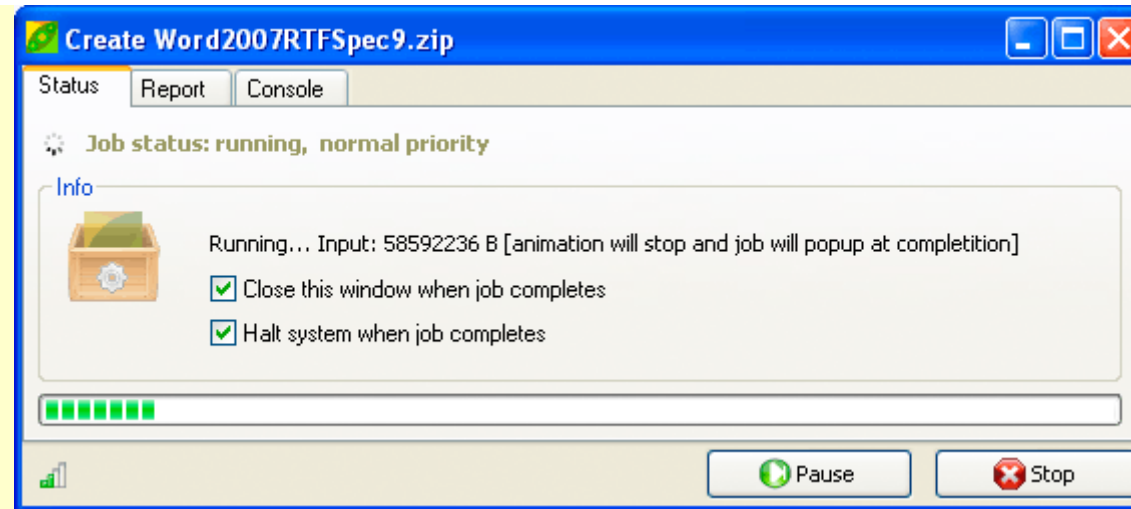 Create Word2007RTFSpec9.zip
Status Report Console
Job status: running, normal priority
Info
Running... Input: 58592236 B [animation will stop and job will popup at completition]
Close this window when job completes
Halt system when job completes
Pause Stop